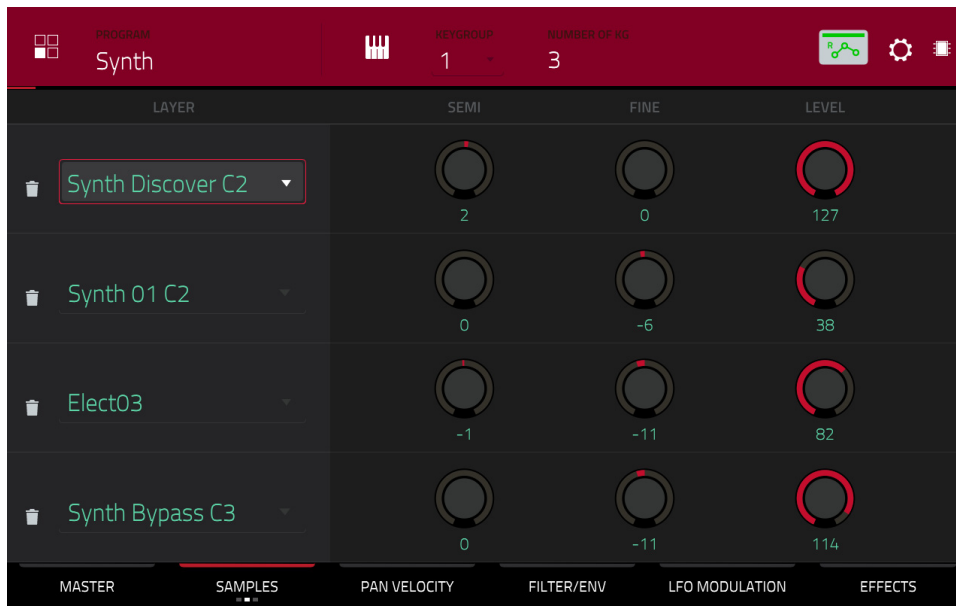 PROGRAM KEYGROUP NUMBER OF KG
Synth 1 3 R
LAYER SEMI FINE LEVEL
Synth Discover C2
2 0 127
Synth 01 C2
0 -6 38
Elect03
-1 -11 82
Synth Bypass C3
0 -11 114
MASTER SAMPLES PAN VELOCITY FILTER/ENV LFO MODULATION EFFECTS